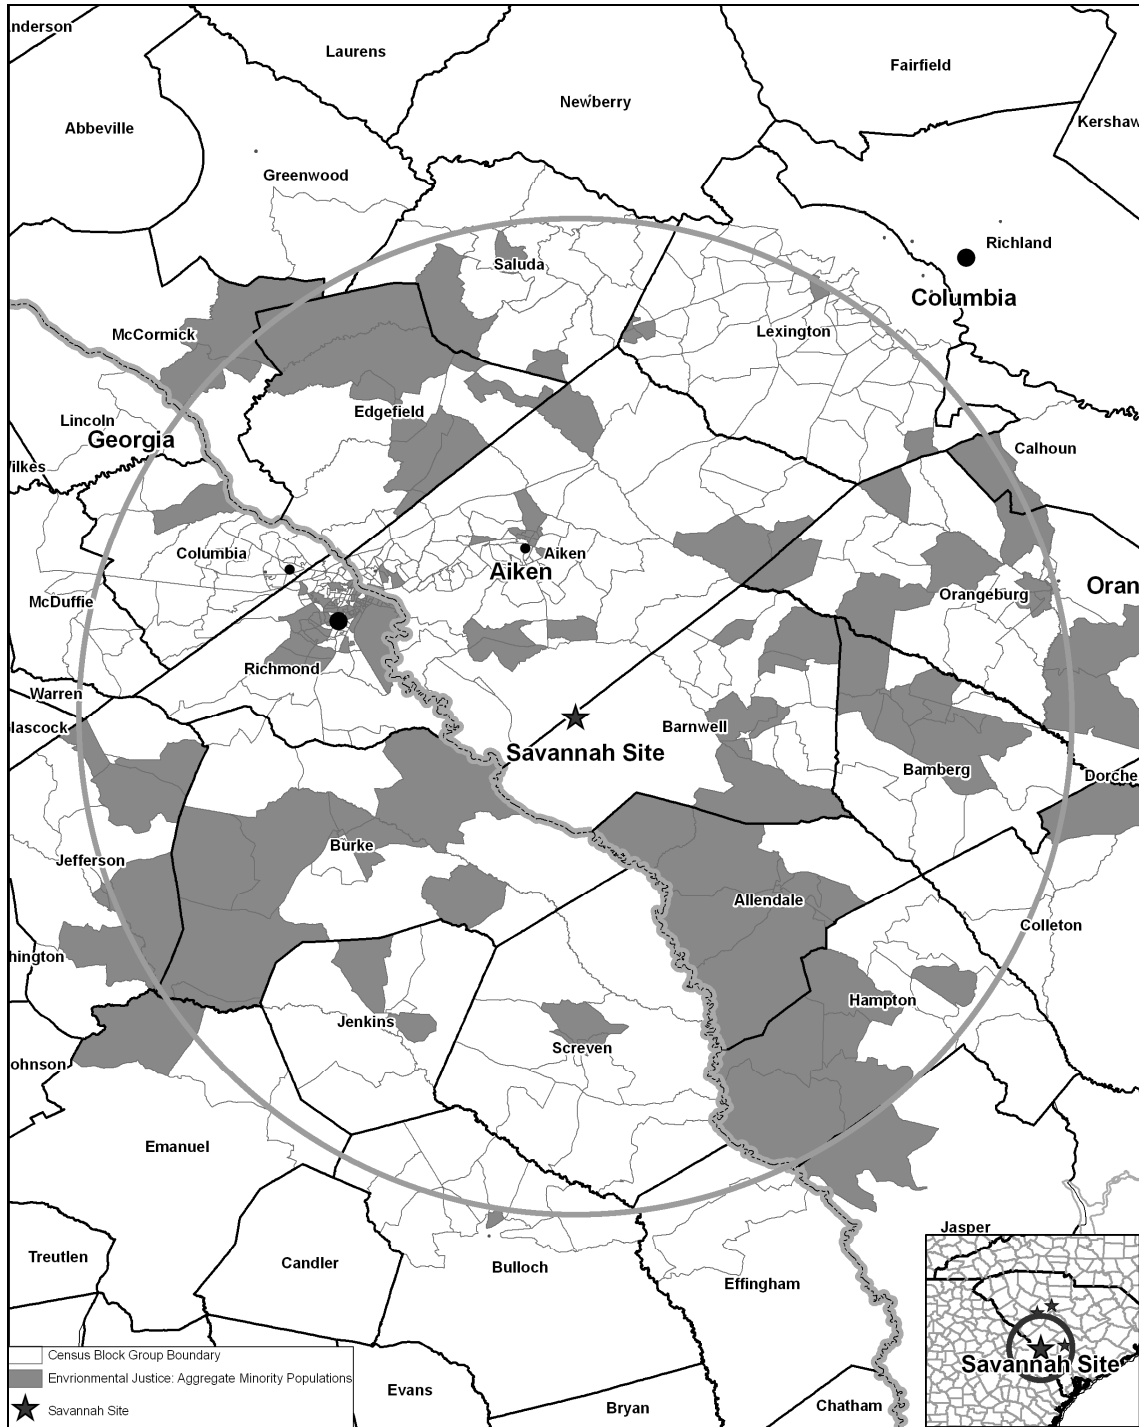 nderson
Laurens
Fairfield
Newberry
Abbeville
Kershaw
Greenwood
Richland
Saluda
Columbia
McCormick
Lexington
Lincoln
Edgefield
Georgia
Calhoun
ilkes
Columbia
Aiken
Aiken
McDuffie
Orangeburg
Oran
Richmond
Warren
lascock
Barnwell
Savannah Site
Bamberg
Dorche
Burke
Jefferson
Allendale
Colleton
hington
Hampton
Jenkins
Screven
ohnson
Emanuel
Jasper
Treutlen
Candler
Bulloch
Effingham
Savannah Site
Census Block Group Boundary
Envrionmental Justice: Aggregate Minority Populations
Savannah Site
Evans
Bryan
Chatham